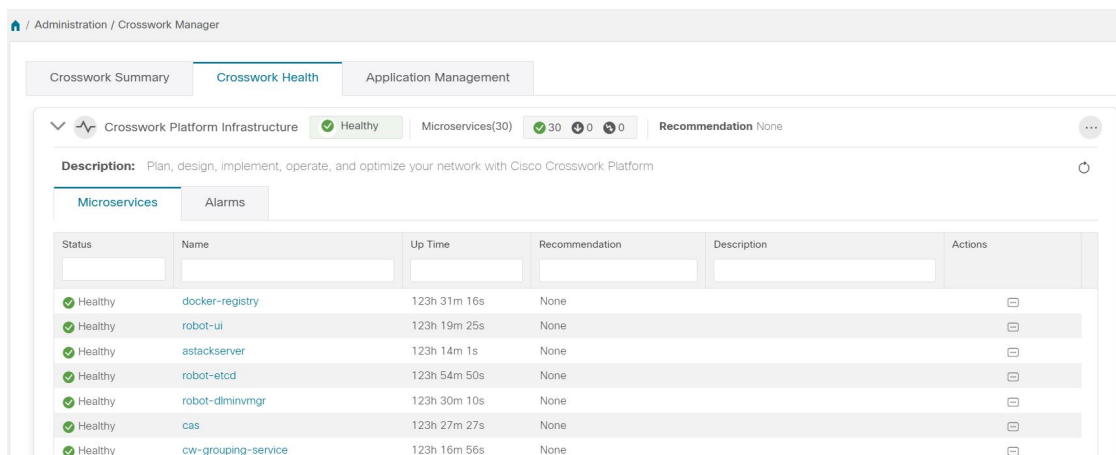 / Administration / Crosswork Manager
Crosswork Summary Crosswork Health Application Management
Crosswork Platform Infrastructure Healthy Microservices(30) 30 0 0 Recommendation None
Description: Plan, design, implement, operate, and optimize your network with Cisco Crosswork Platform
Microservices Alarms
Status Name Up Time Recommendation Description Actions
Healthy docker-registry 123h 31m 16s None
Healthy robot-ui 123h 19m 25s None
Healthy astackserver 123h 14m 1s None
Healthy robot-etcd 123h 54m 50s None
Healthy robot-dlminvmgr 123h 30m 10s None
Healthy cas 123h 27m 27s None
Healthy cw-grouping-service 123h 16m 56s None